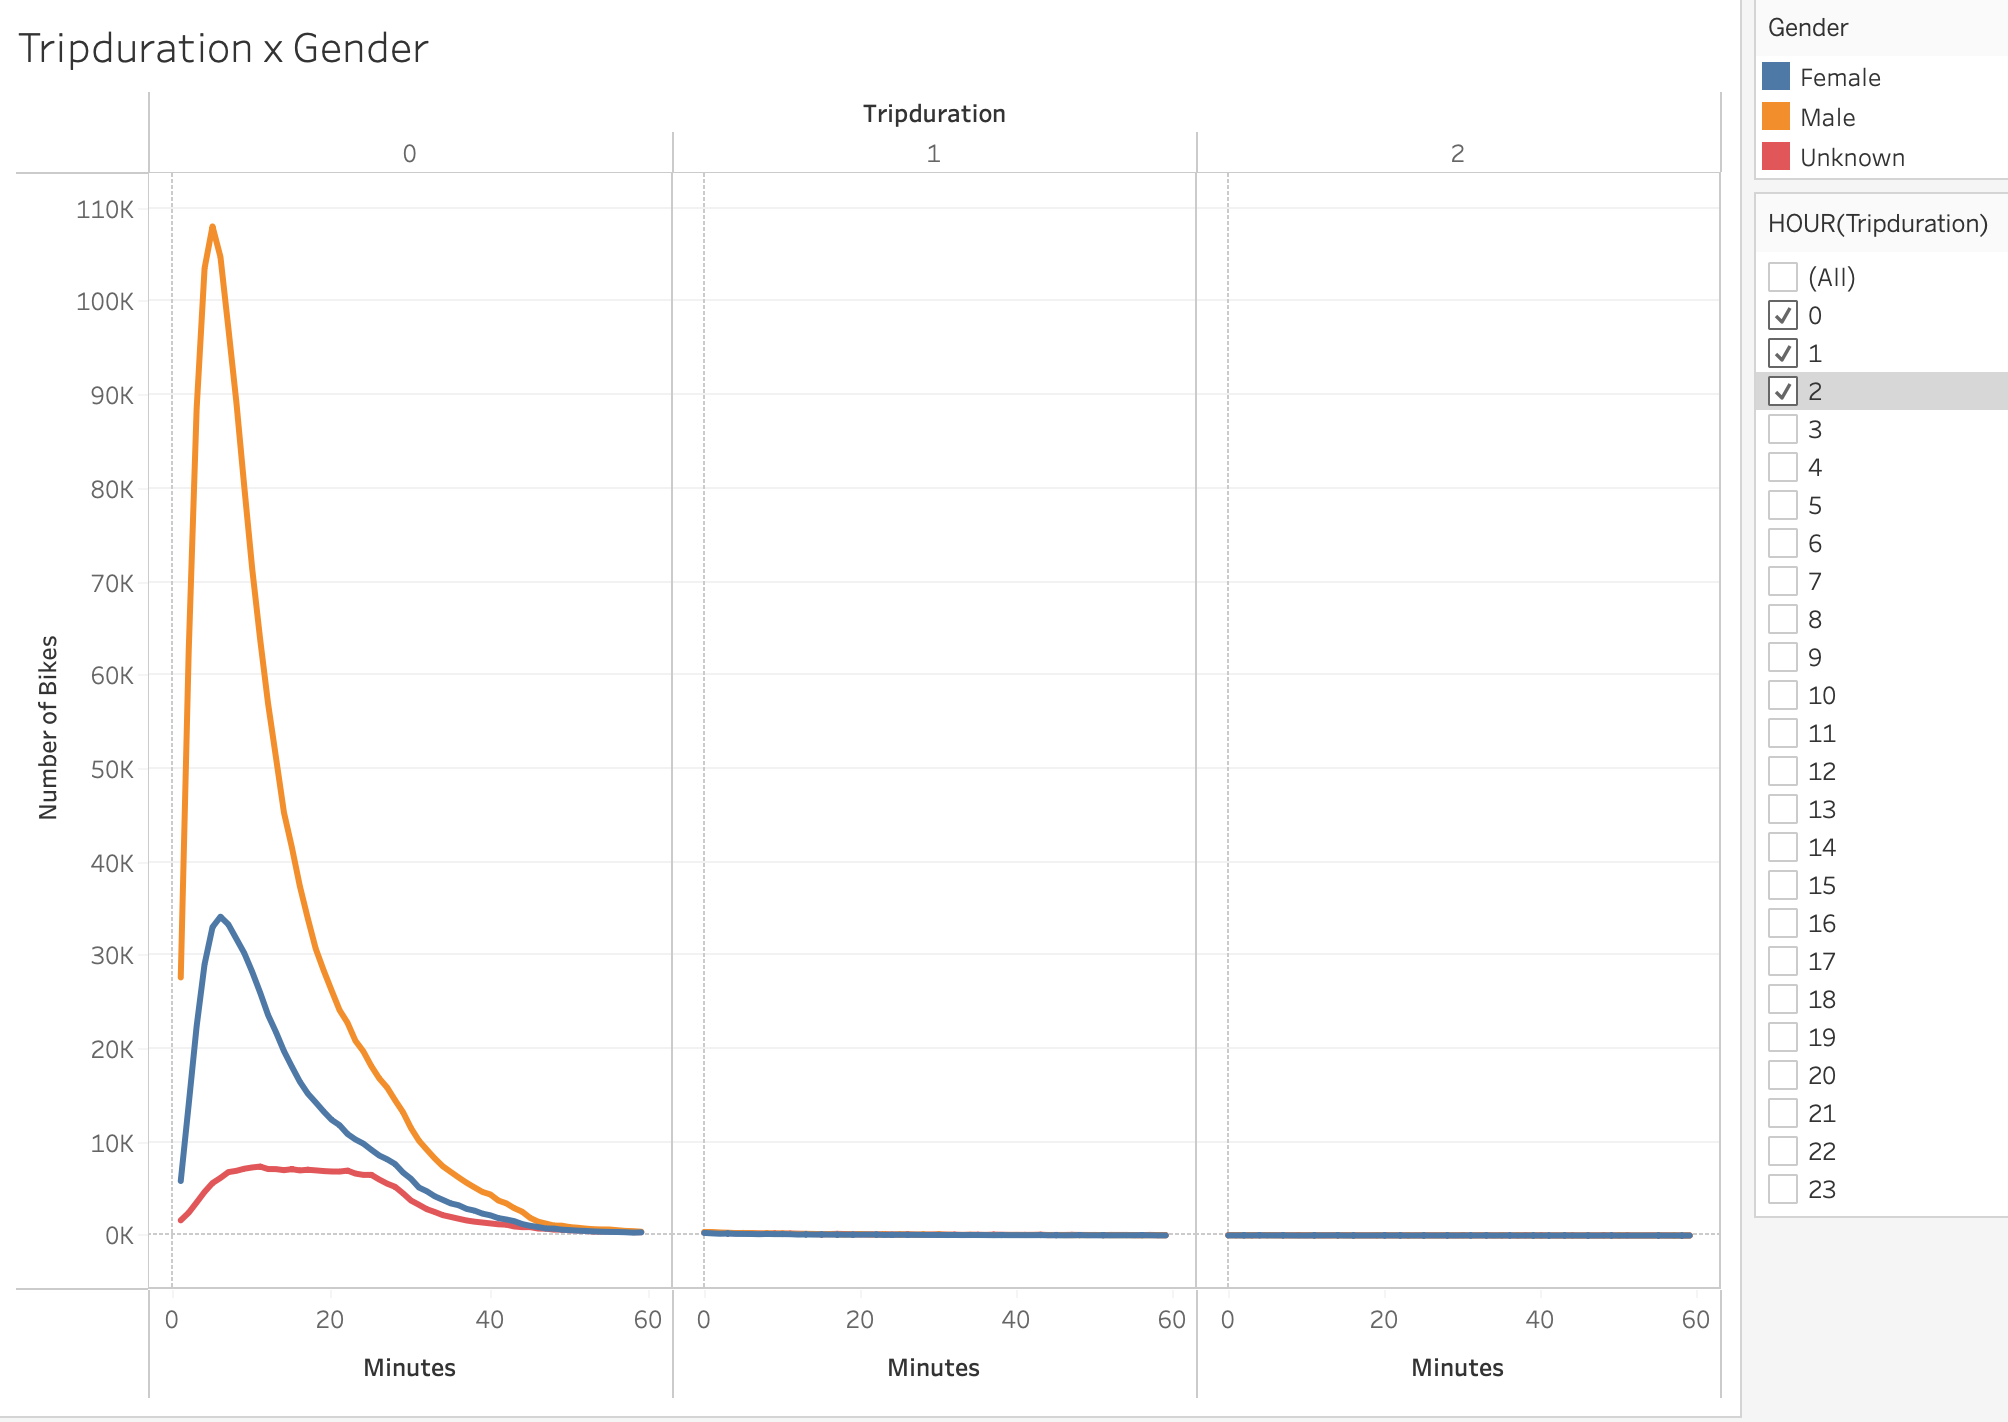 Tripduration x Gender
Tripduration
0 1 2
110K
100K
90K
80K
70K
60K
50K
40K
30K
20K
10K
0K
Number of Bikes
0 20 40 60 0 20 40 60 0 20 40 60
Minutes Minutes Minutes
Gender
Female
Male
Unknown
HOUR(Tripduration)
(All)
0
1
2
3
4
5
6
7
8
9
10
11
12
13
14
15
16
17
18
19
20
21
22
23